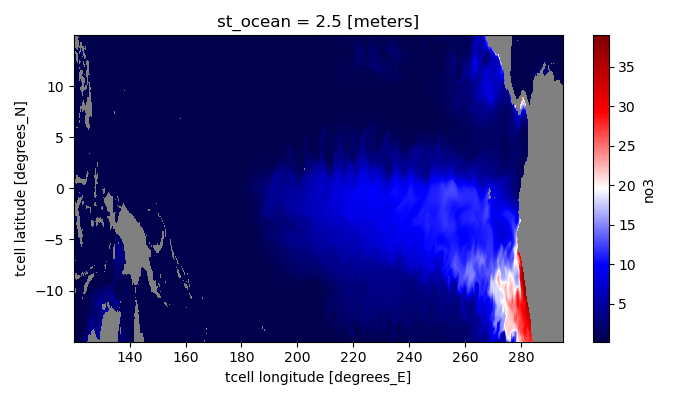 st_ocean = 2.5 [meters]
10
5
0
−5
−10
tcell latitude [degrees_N]
140 160 180 200 220 240 260 280
tcell longitude [degrees_E]
35
30
25
20
15
10
5
no3